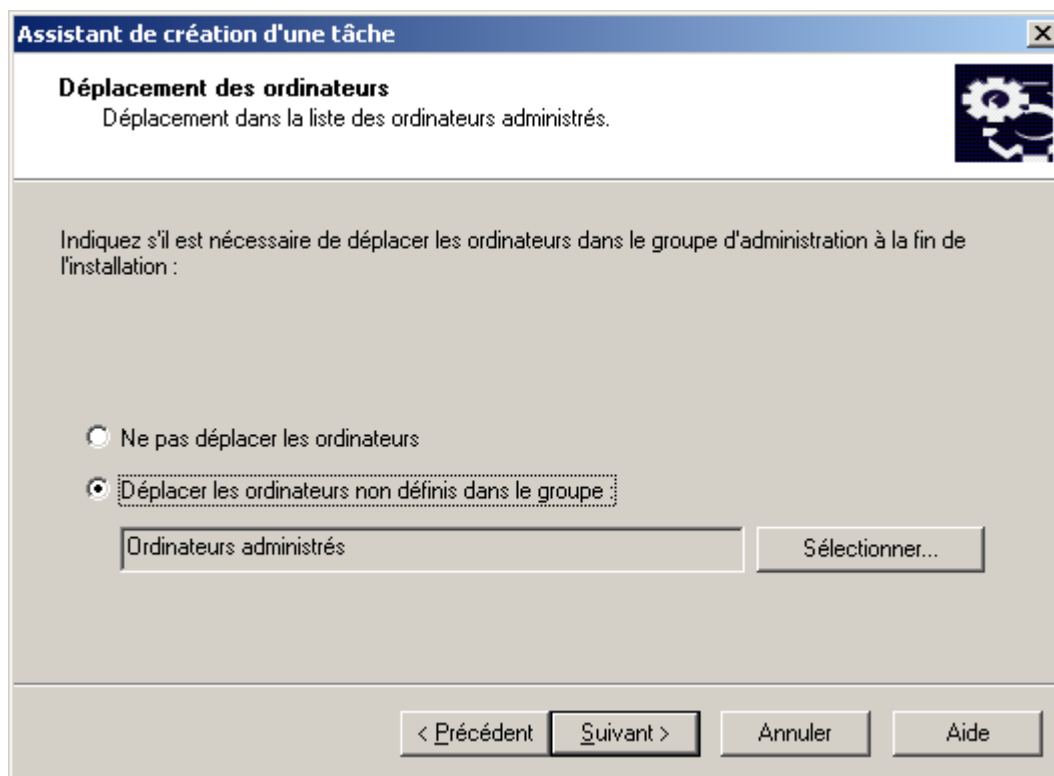 Assistant de création d'une tâche
Déplacement des ordinateurs
Déplacement dans la liste des ordinateurs administrés.
Indiquez s'il est nécessaire de déplacer les ordinateurs dans le groupe d'administration à la fin de
l'installation :
Ne pas déplacer les ordinateurs
Déplacer les ordinateurs non définis dans le groupe :
Ordinateurs administrés
Sélectionner...
< Précédent
Suivant >
Annuler
Aide